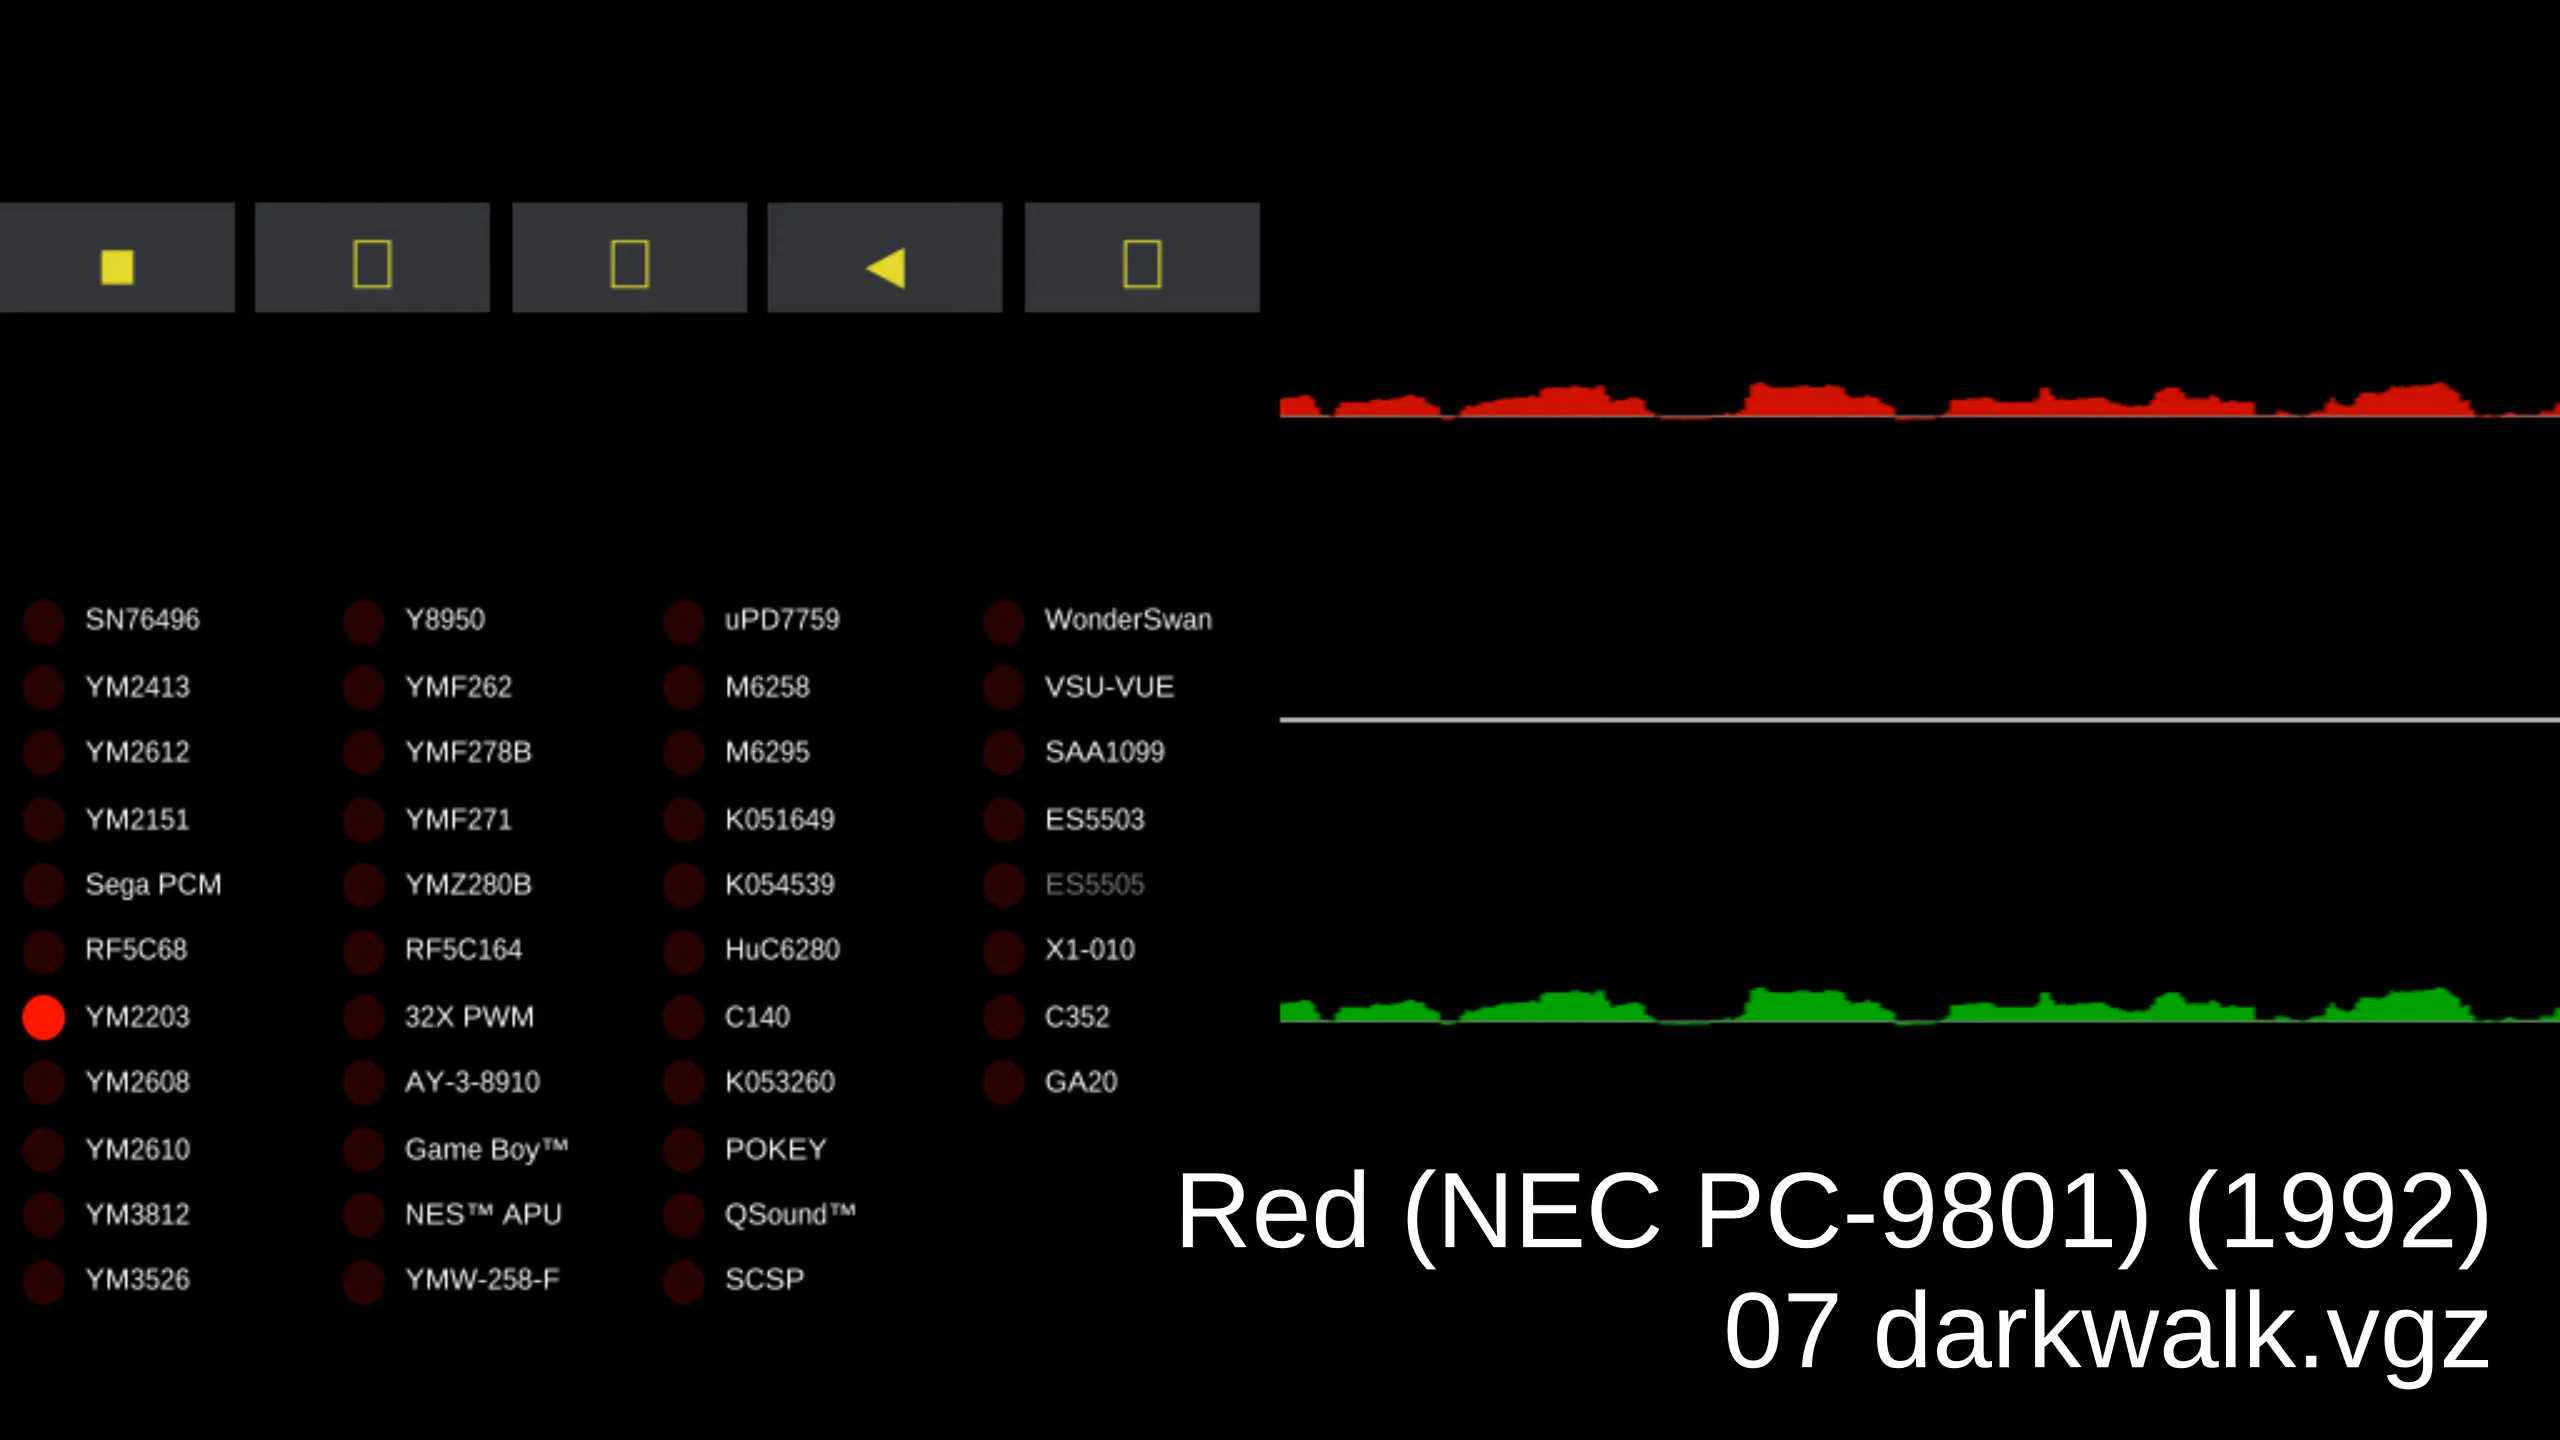 SN76496
YM2413
YM2612
YM2151
Sega PCM
RF5C68
YM2203
YM2608
YM2610
YM3812
YM3526
Y8950
YMF262
YMF278B
YMF271
YMZ280B
RF5C164
32X PWM
AY-3-8910
Game Boy™
NES™ APU
YMW-258-F
uPD7759
M6258
M6295
K051649
K054539
HuC6280
C140
K053260
POKEY
QSound™
SCSP
WonderSwan
VSU-VUE
SAA1099
ES5503
ES5505
X1-010
C352
GA20
Red (NEC PC-9801) (1992)
07 darkwalk.vgz